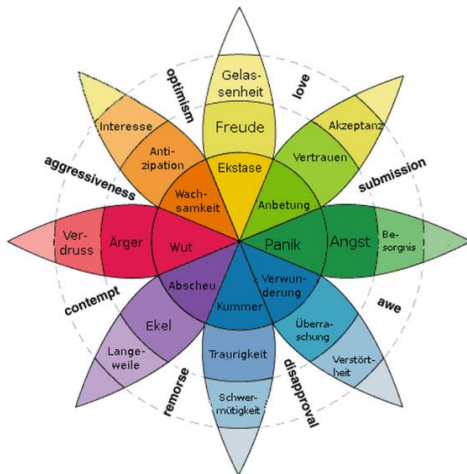 Gelas-
senheit
Freude
Ekstase
optimism
love
Interesse
Anti-
zipation
Wach-
samkeit
Akzeptanz
Vertrauen
Anbetung
aggressiveness
submission
Ver-
druss
Ärger
Wut
Panik
Angst
Be-
sorgnis
contempt
awe
Abscheu
Ekel
Lange-
weile
Kummer
Traurigkeit
Schwer-
mütigkeit
Verwun-
derung
Überra-
schung
Verstört-
heit
remorse
disapproval